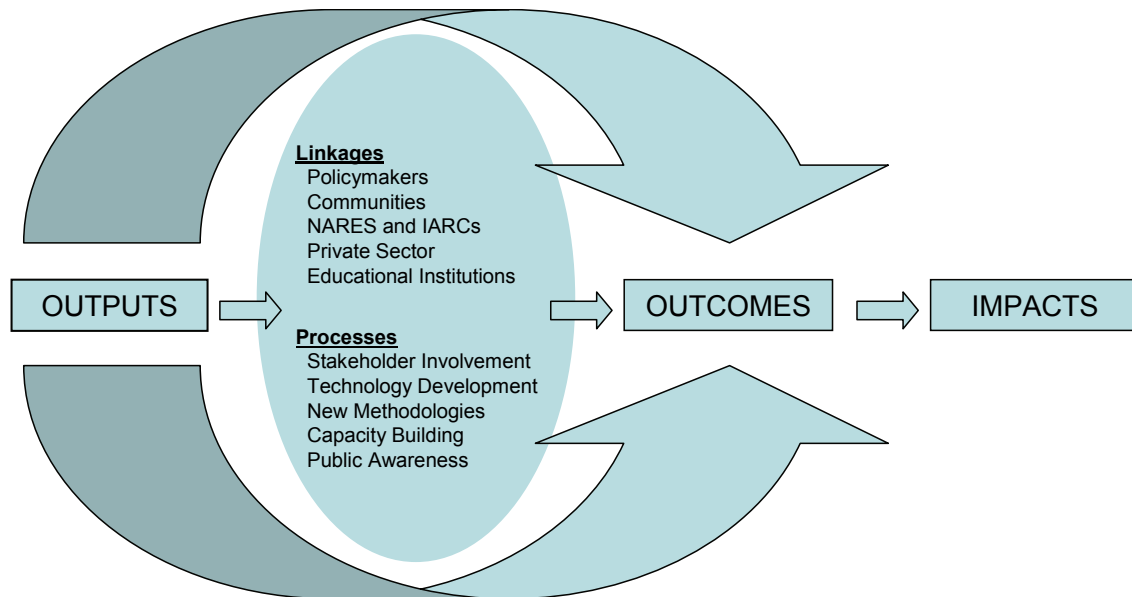 Linkages
Policymakers
Communities
NARES and IARCs
Private Sector
Educational Institutions
OUTPUTS
OUTCOMES
IMPACTS
Processes
Stakeholder Involvement
Technology Development
New Methodologies
Capacity Building
Public Awareness